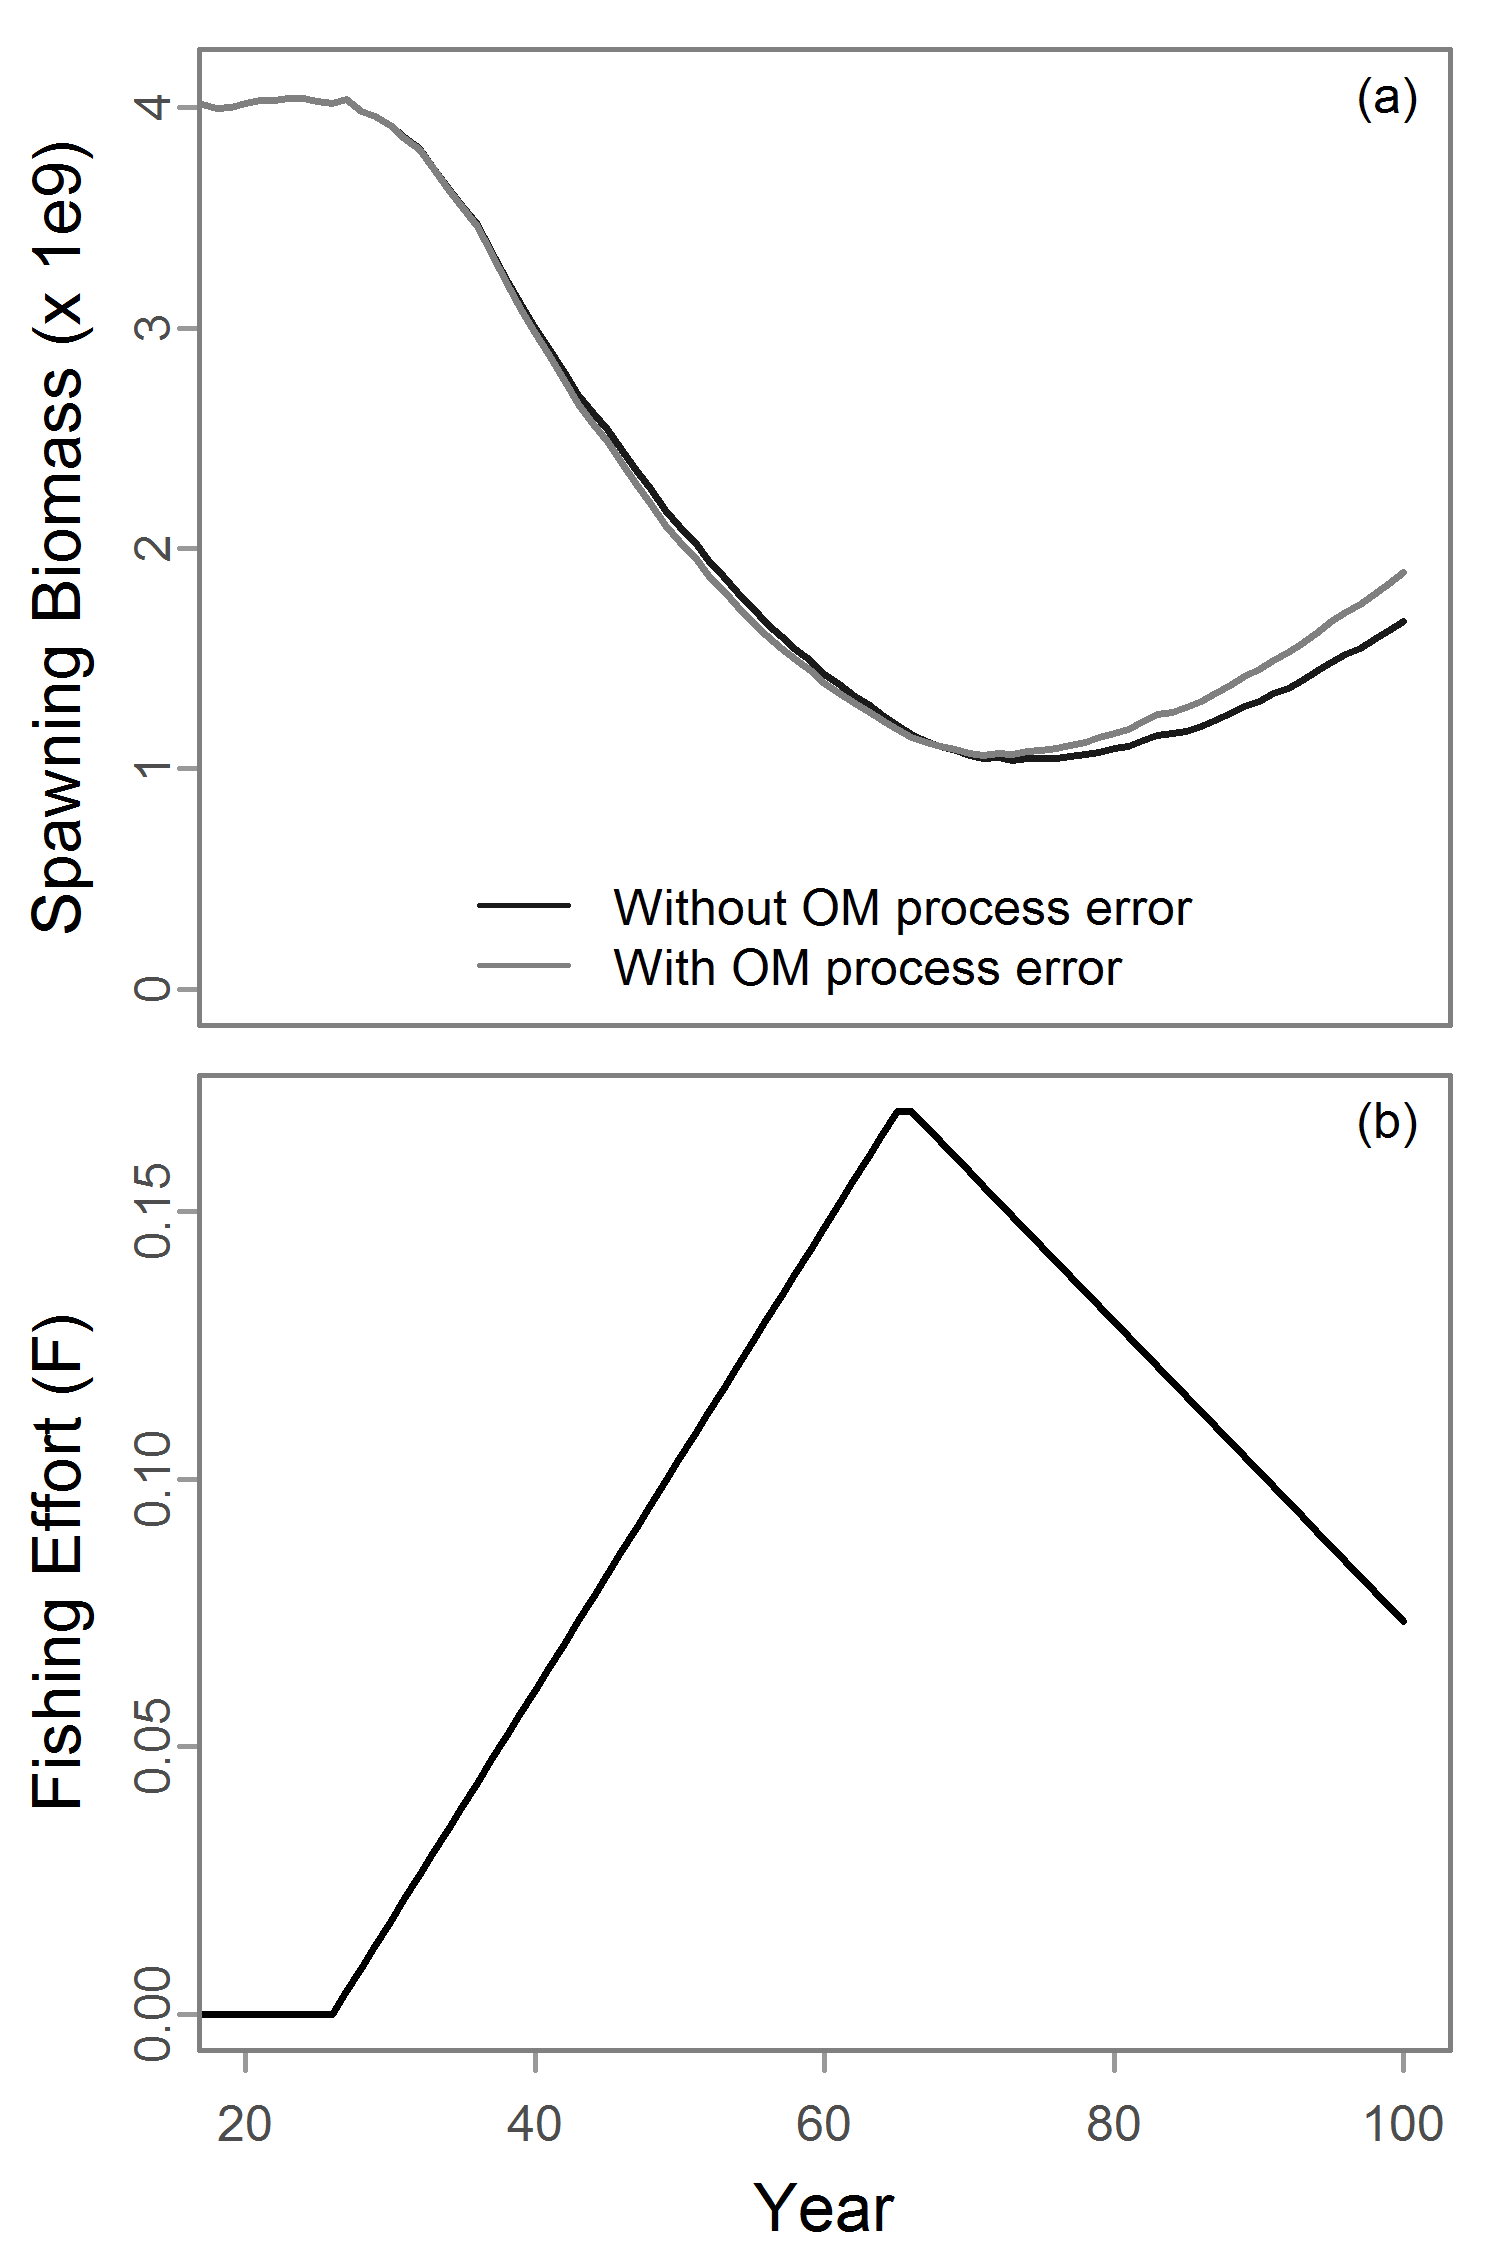 (a)
Spawning Biomass (x 1e9)
4
3
2
1
0
Without OM process error
With OM process error
(b)
Fishing Effort (F)
0.15
0.10
0.05
0.00
20 40 60 80 100
Year